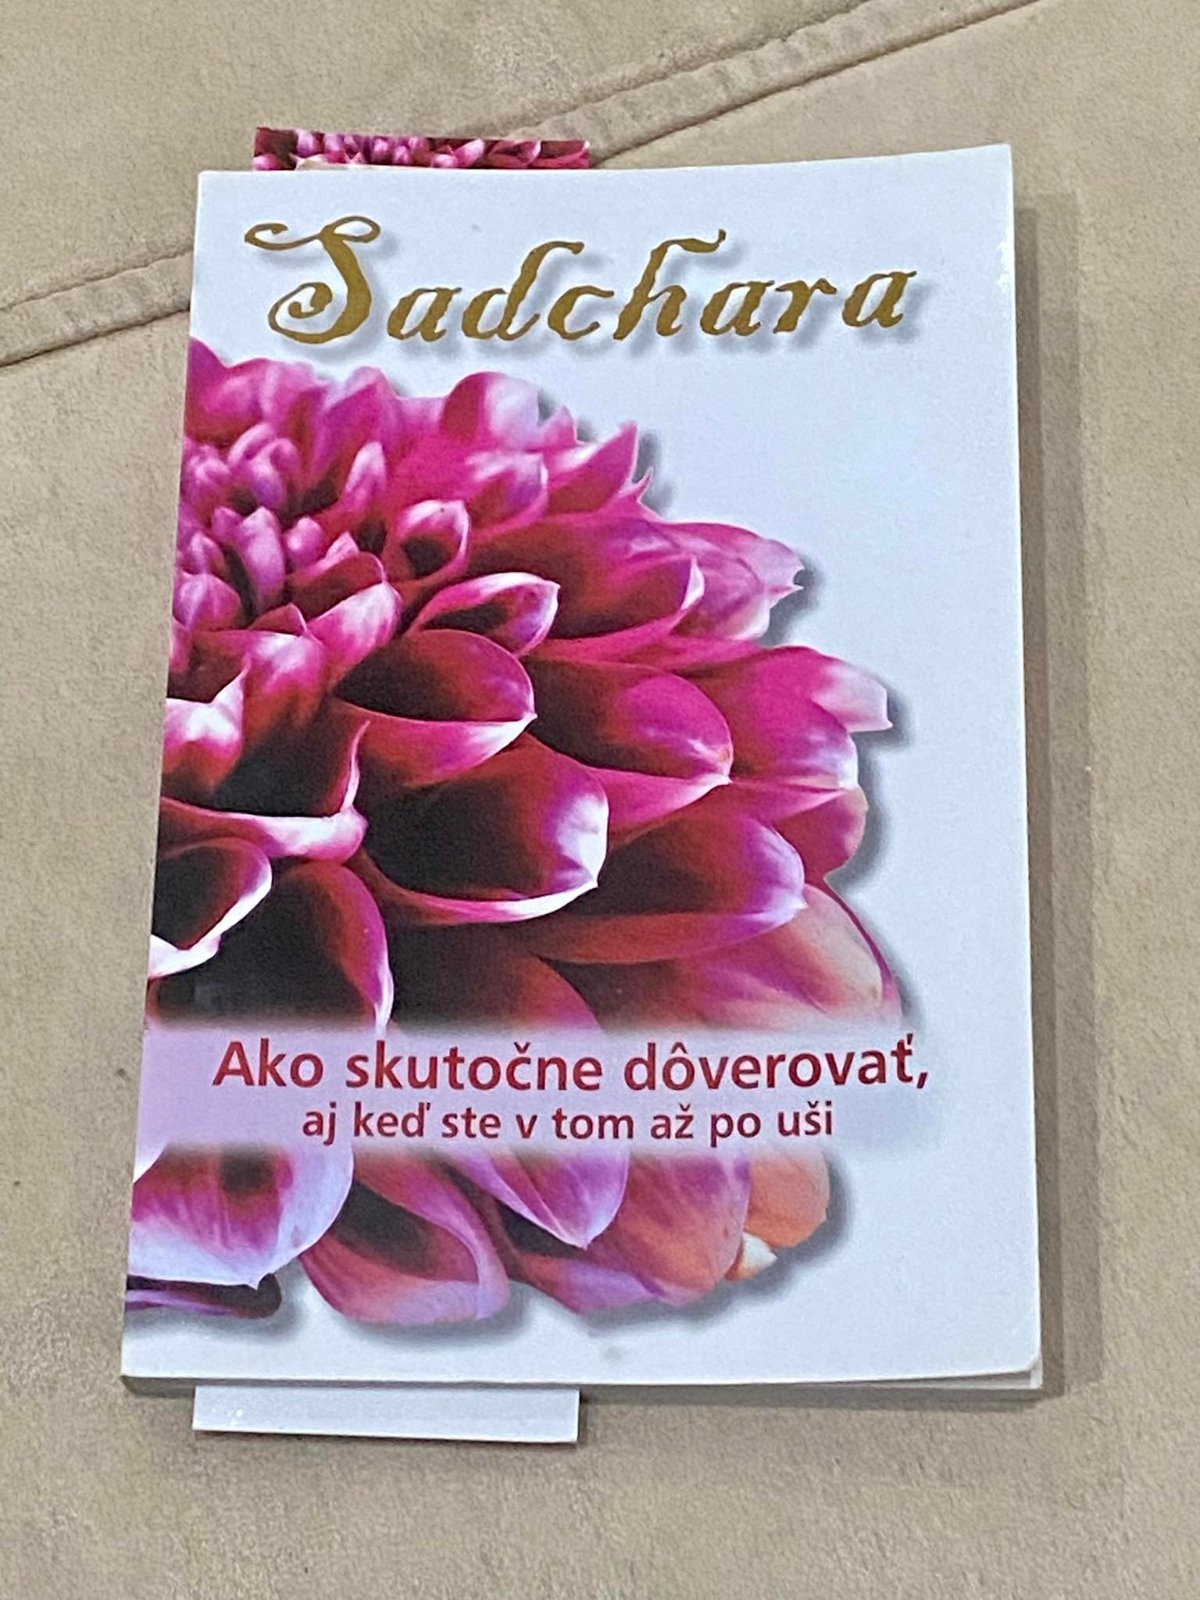 Sadchara
Ako skutočne dôverovať,
aj keď ste v tom až po uši